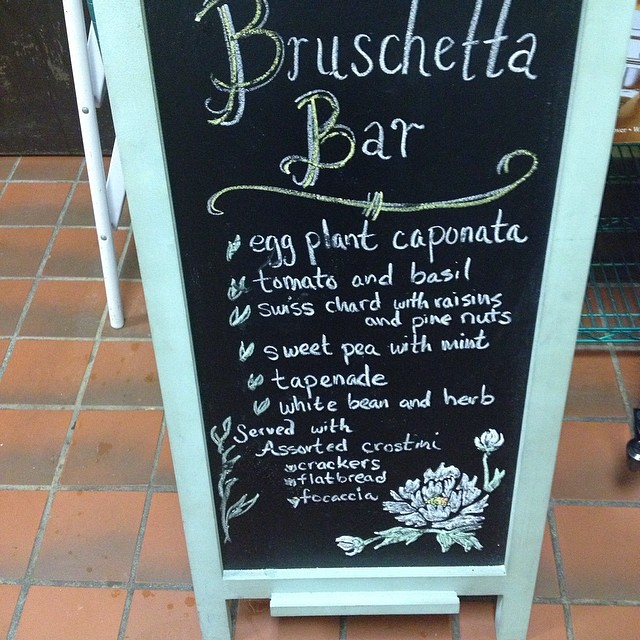 Bruschetta
Bar
egg plant caponata
tomato and basil
swiss chard with raisins
and pine nuts
sweet pea with mint
tapenade
white bean and herb
Served with
Assorted crostini
crackers
flatbread
focaccia